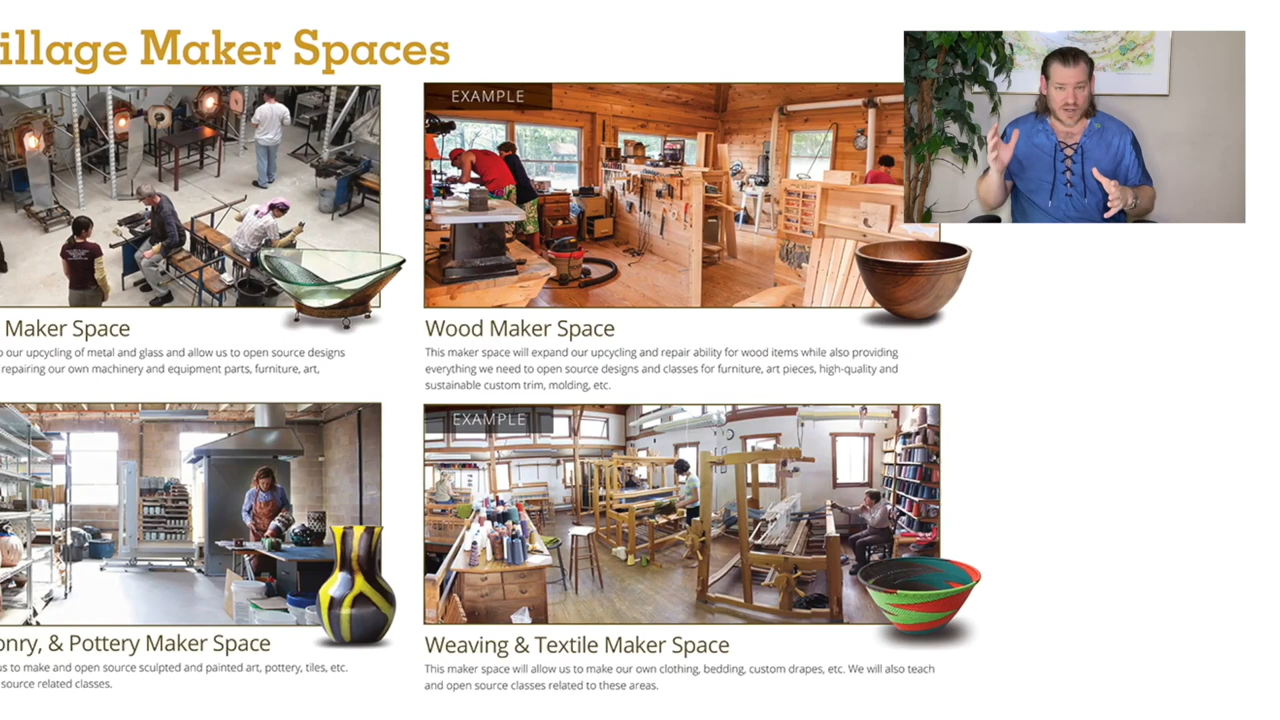 illage Maker Spaces
EXAMPLE
Maker Space
o our upcycling of metal and glass and allow us to open source designs
repairing our own machinery and equipment parts, furniture, art,
Wood Maker Space
This maker space will expand our upcycling and repair ability for wood items while also providing
everything we need to open source designs and classes for furniture, art pieces, high-quality and
sustainable custom trim, molding, etc.
EXAMPLE
onry, & Pottery Maker Space
us to make and open source sculpted and painted art, pottery, tiles, etc.
source related classes.
Weaving & Textile Maker Space
This maker space will allow us to make our own clothing, bedding, custom drapes, etc. We will also teach
and open source classes related to these areas.